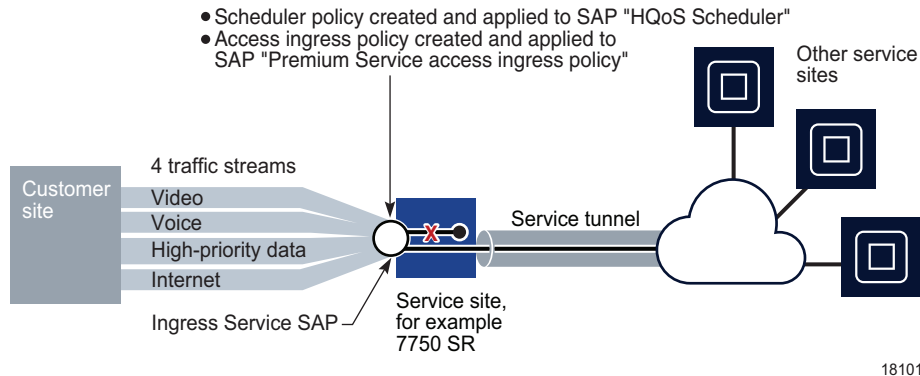 • Scheduler policy created and applied to SAP "HQoS Scheduler"
• Access ingress policy created and applied to
SAP "Premium Service access ingress policy"
Other service
sites
4 traffic streams
Customer
site
Video
Voice
High-priority data
Internet
X
Service tunnel
Ingress Service SAP
Service site,
for example
7750 SR
18101